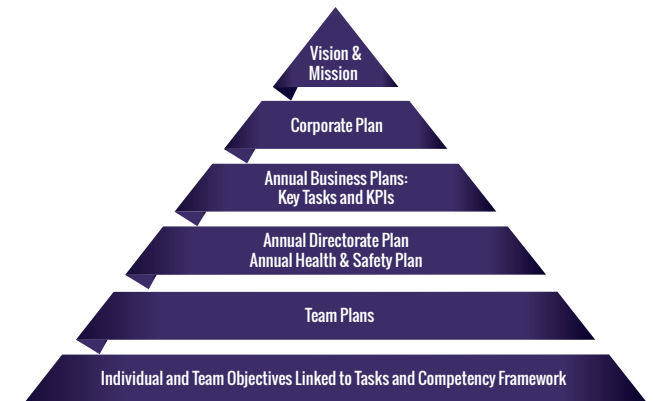 Vision &
Mission
Corporate Plan
Annual Business Plans:
Key Tasks and KPIs
Annual Directorate Plan
Annual Health & Safety Plan
Team Plans
Individual and Team Objectives Linked to Tasks and Competency Framework